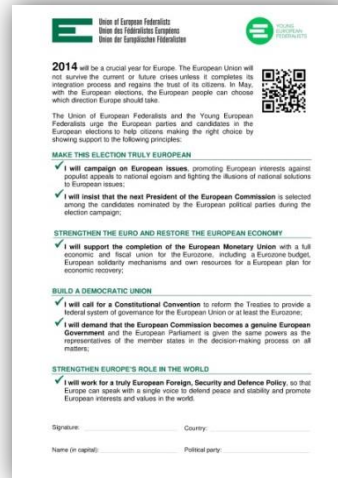 Union of European Federalists
Union des Fédéralistes Européens
Union der Europäischen Föderalisten
YOUNG
EUROPEAN
FEDERALISTS
2014 will be a crucial year for Europe. The European Union will
not survive the current or future crises unless it completes its
integration process and regains the trust of its citizens. In May,
with the European elections, the European people can choose
which direction Europe should take.
The Union of European Federalists and the Young European
Federalists urge the European parties and candidates in the
European elections to help citizens making the right choice by
showing support to the following principles:
MAKE THIS ELECTION TRULY EUROPEAN
I will campaign on European issues, promoting European interests against
populist appeals to national egoism and fighting the illusions of national solutions
to European issues;
I will insist that the next President of the European Commission is selected
among the candidates nominated by the European political parties during the
election campaign;
STRENGTHEN THE EURO AND RESTORE THE EUROPEAN ECONOMY
I will support the completion of the European Monetary Union with a full
economic and fiscal union for the Eurozone, including a Eurozone budget,
European solidarity mechanisms and own resources for a European plan for
economic recovery;
BUILD A DEMOCRATIC UNION
I will call for a Constitutional Convention to reform the Treaties to provide a
federal system of governance for the European Union or at least the Eurozone;
I will demand that the European Commission becomes a genuine European
Government and the European Parliament is given the same powers as the
representatives of the member states in the decision-making process on all
matters;
STRENGTHEN EUROPE'S ROLE IN THE WORLD
I will work for a truly European Foreign, Security and Defence Policy, so that
Europe can speak with a single voice to defend peace and stability and promote
European interests and values in the world.
Signature: Country:
Name (in capital): Political party: